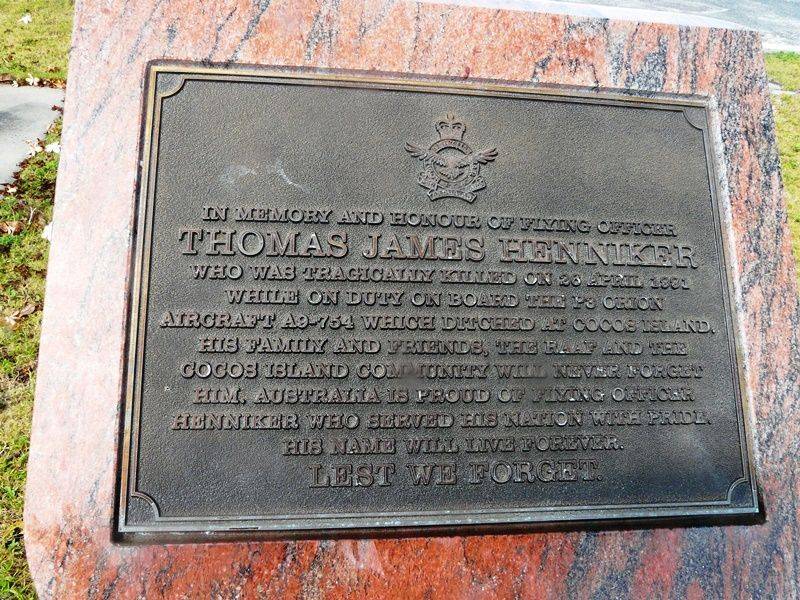 IN MEMORY AND HONOUR OF FLYING OFFICER
THOMAS JAMES HENNIKER
WHO WAS TRAGICALLY KILLED ON 26 APRIL 1991
WHILE ON DUTY ON BOARD THE P3 ORION
AIRCRAFT A9-754 WHICH DITCHED AT COCOS ISLAND.
HIS FAMILY AND FRIENDS, THE RAAF AND THE
COCOS ISLAND COMMUNITY WILL NEVER FORGET
HIM. AUSTRALIA IS PROUD OF FLYING OFFICER
HENNIKER WHO SERVED HIS NATION WITH PRIDE.
HIS NAME WILL LIVE FOREVER.
LEST WE FORGET.